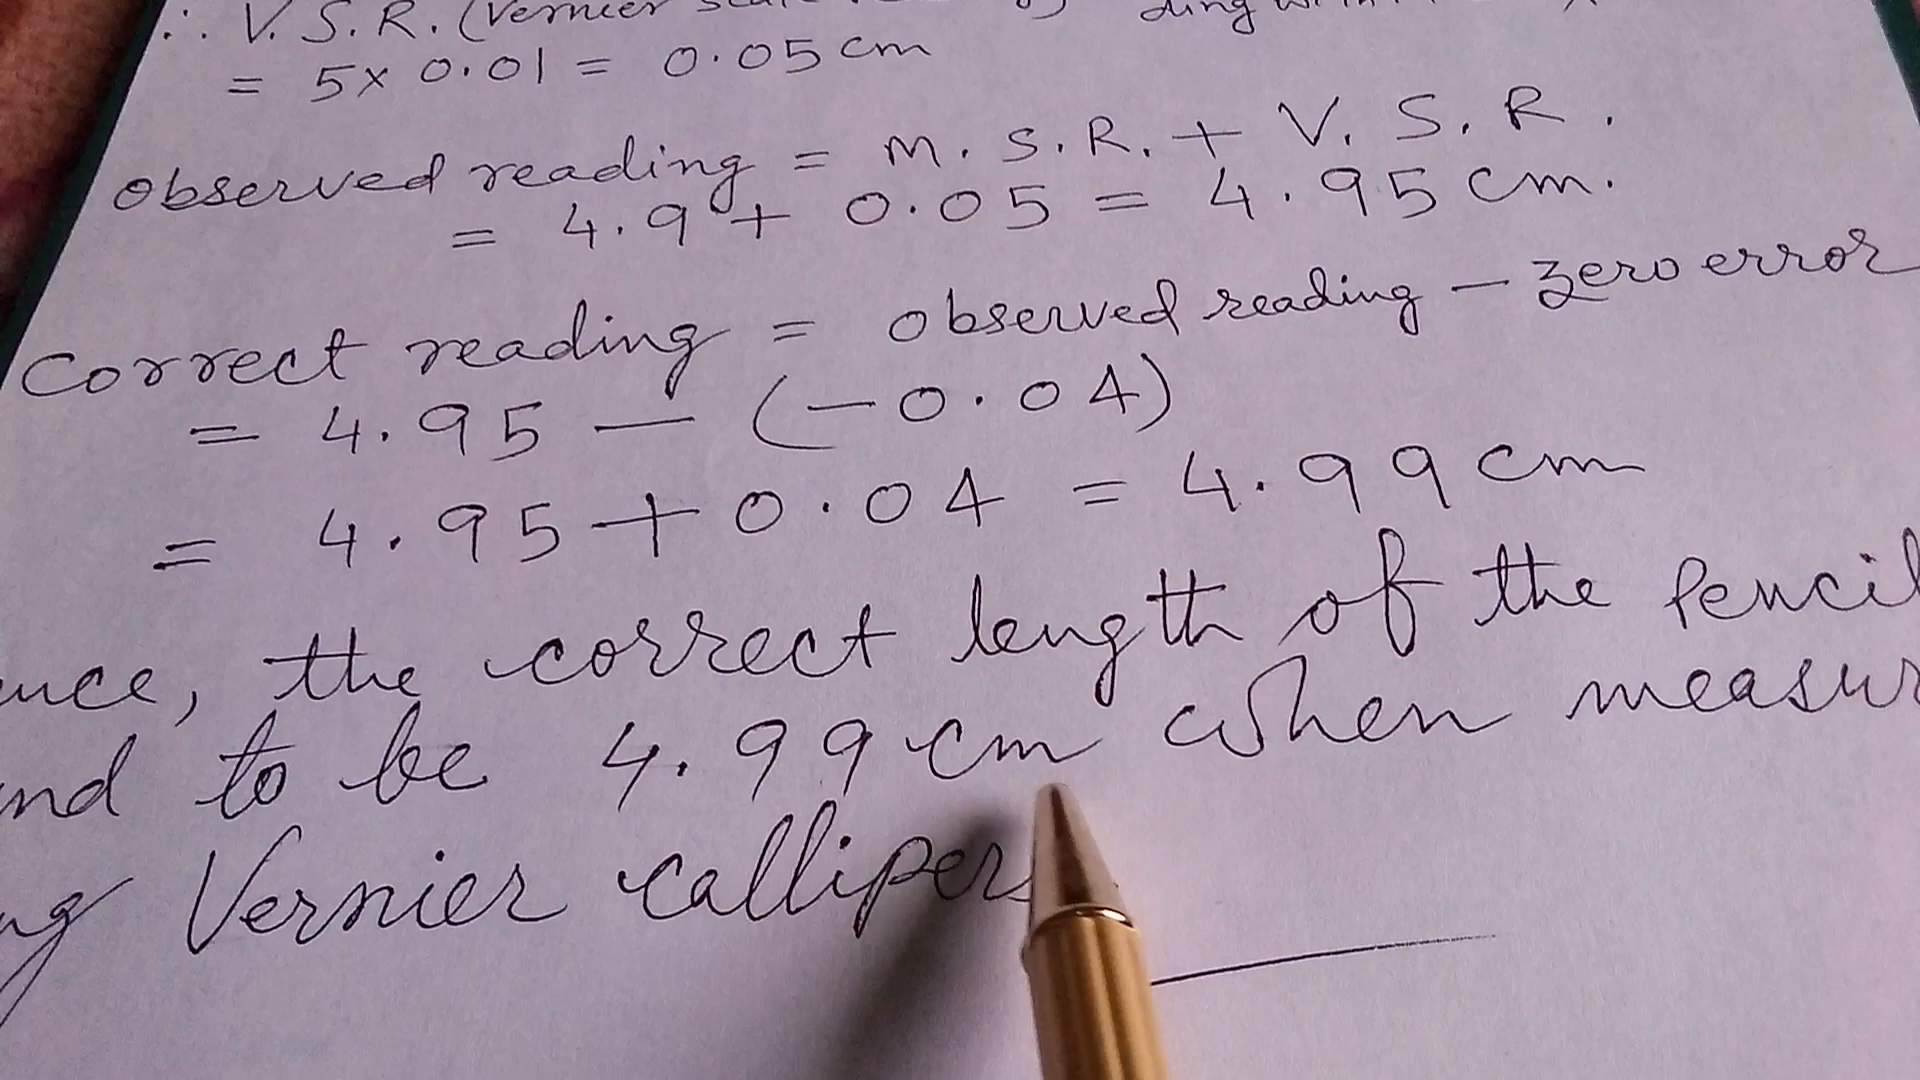 ∴ V.S.R. (Vernier
= 5 x 0.01 = 0.05 cm
observed reading = M.S.R. + V.S.R.
= 4.9 + 0.05 = 4.95 cm.
Correct reading = observed reading - zero error
= 4.95 - (-0.04)
= 4.95 + 0.04 = 4.99 cm
the correct length of the pencil
to be 4.99 cm when measur
Vernier calliper